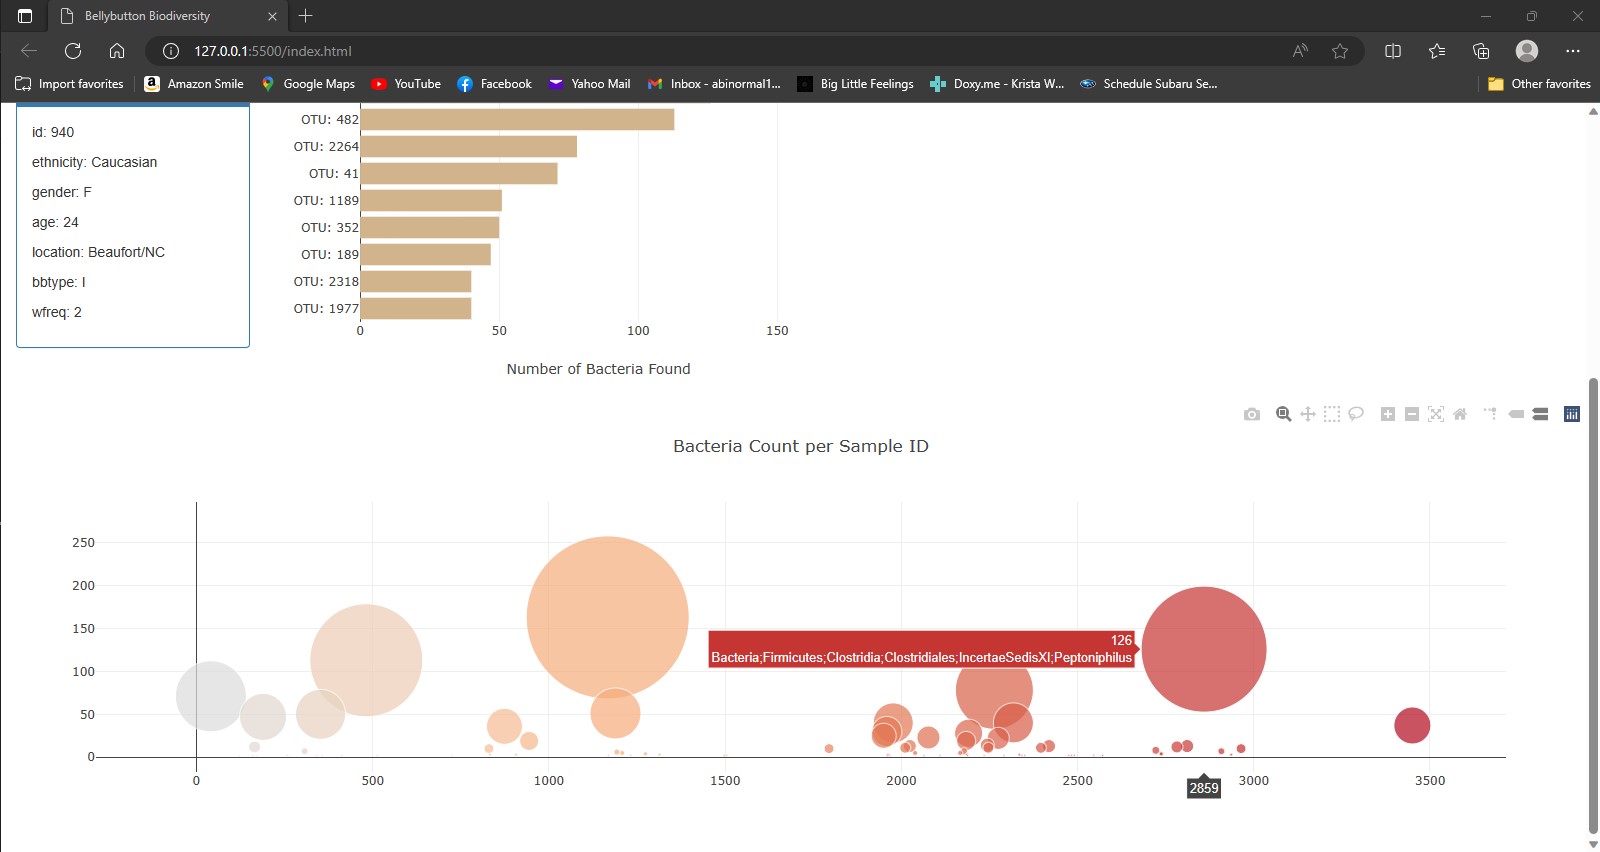 Bellybutton Biodiversity
127.0.0.1:5500/index.html
Import favorites
Amazon Smile
Google Maps
YouTube
Facebook
Yahoo Mail
Inbox - abinormal1...
Big Little Feelings
Doxy.me - Krista W...
Schedule Subaru Se...
Other favorites
id: 940
ethnicity: Caucasian
gender: F
age: 24
location: Beaufort/NC
bbtype: I
wfreq: 2
OTU: 482
OTU: 2264
OTU: 41
OTU: 1189
OTU: 352
OTU: 189
OTU: 2318
OTU: 1977
0 50 100 150
Number of Bacteria Found
Bacteria Count per Sample ID
250
200
150
100
50
0
126
Bacteria;Firmicutes;Clostridia;Clostridiales;IncertaeSedisXI;Peptoniphilus
0 500 1000 1500 2000 2500 3000 3500
2859